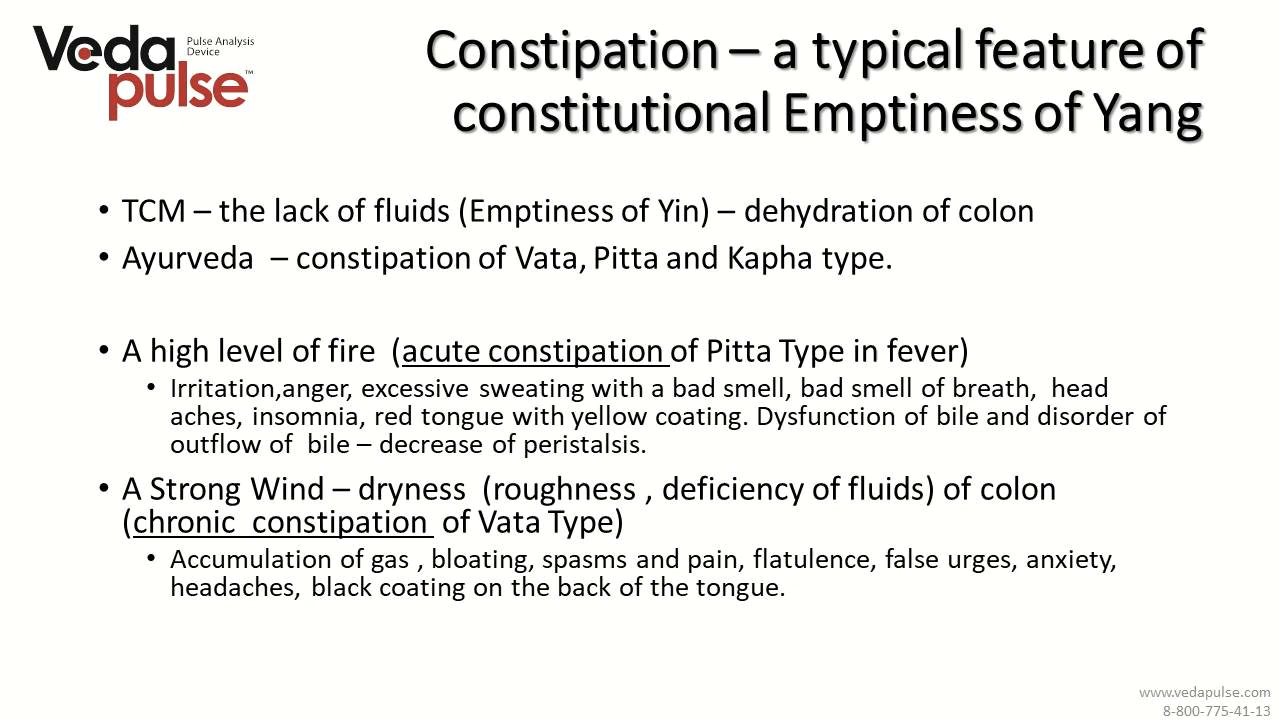 Veda
pulse™
Pulse Analysis
Device
Constipation – a typical feature of
constitutional Emptiness of Yang
• TCM – the lack of fluids (Emptiness of Yin) – dehydration of colon
• Ayurveda – constipation of Vata, Pitta and Kapha type.
• A high level of fire (acute constipation of Pitta Type in fever)
• Irritation,anger, excessive sweating with a bad smell, bad smell of breath, head
aches, insomnia, red tongue with yellow coating. Dysfunction of bile and disorder of
outflow of bile – decrease of peristalsis.
• A Strong Wind – dryness (roughness , deficiency of fluids) of colon
(chronic constipation of Vata Type)
• Accumulation of gas , bloating, spasms and pain, flatulence, false urges, anxiety,
headaches, black coating on the back of the tongue.
www.vedapulse.com
8-800-775-41-13